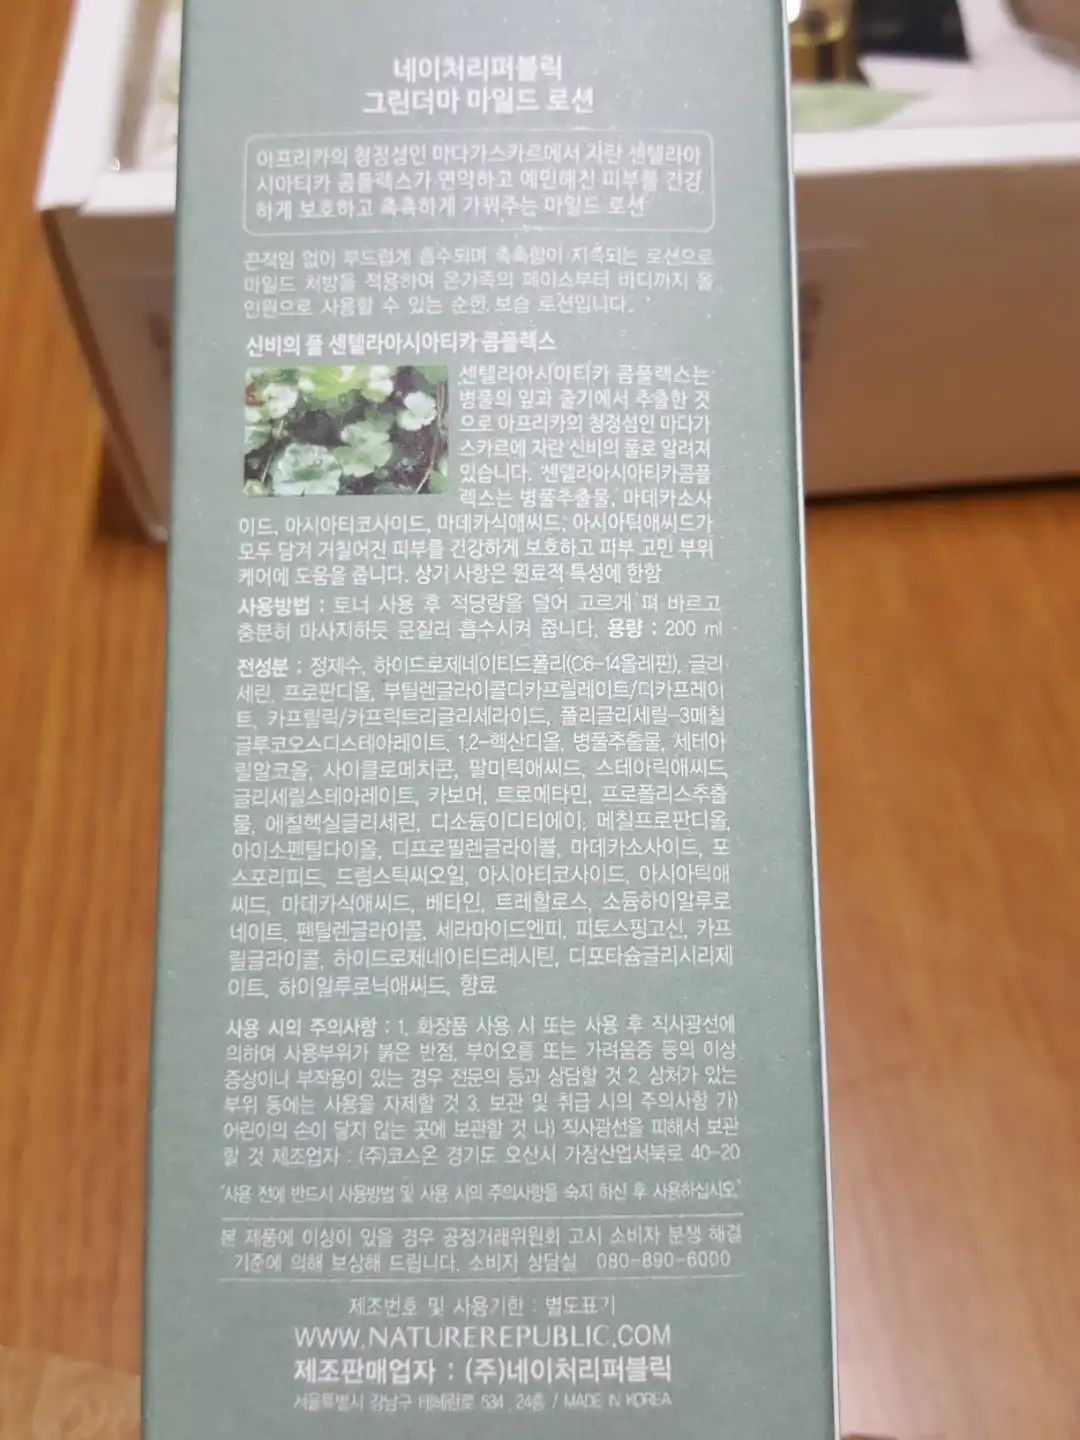 네이처리퍼블릭
그린더마 마일드 로션
아프리카의 청정섬인 마다가스카르에서 자란 센텔라아
시아티카 콤플렉스가 연약하고 예민해진 피부를 건강
하게 보호하고 촉촉하게 가꿔주는 마일드 로션
끈적임 없이 부드럽게 흡수되며 촉촉함이 지속되는 로션으로
마일드 처방을 적용하여 온가족의 페이스부터 바디까지 올
인원으로 사용할 수 있는 순한 보습 로션입니다.
신비의 풀 센텔라아시아티카 콤플렉스
센텔라아시아티카 콤플렉스는
병풀의 잎과 줄기에서 추출한 것
으로 아프리카의 청정섬인 마다가
스카르에 자란 신비의 풀로 알려져
있습니다. 센텔라아시아티카콤플
렉스는 병풀추출물, 마데카소사
이드, 아시아티코사이드, 마데카식애씨드, 아시아틱애씨드가
모두 담겨 거칠어진 피부를 건강하게 보호하고 피부 고민 부위
케어에 도움을 줍니다. 상기 사항은 원료적 특성에 한함
사용방법 : 토너 사용 후 적당량을 덜어 고르게 펴 바르고
충분히 마사지하듯 문질러 흡수시켜 줍니다. 용량 : 200 ml
전성분 : 정제수, 하이드로제네이티드폴리(C6-14올레핀), 글리
세린, 프로판디올, 부틸렌글라이콜디카프릴레이트/디카프레이
트, 카프릴릭/카프릭트리글리세라이드, 폴리글리세릴-3메칠
글루코오스디스테아레이트, 1,2-헥산디올, 병풀추출물, 세테아
릴알코올, 사이클로메치콘, 팔미틱애씨드, 스테아릭애씨드,
글리세릴스테아레이트, 카보머, 트로메타민, 프로폴리스추출
물, 에칠헥실글리세린, 디소듐이디티에이, 메칠프로판디올,
아이소펜틸다이올, 디프로필렌글라이콜, 마데카소사이드, 포
스포리피드, 드럼스틱씨오일, 아시아티코사이드, 아시아틱애
씨드, 마데카식애씨드, 베타인, 트레할로스, 소듐하이알루로
네이트, 펜틸렌글라이콜, 세라마이드엔피, 피토스핑고신, 카프
릴글라이콜, 하이드로제네이티드레시틴, 디포타슘글리시리제
이트, 하이알루로닉애씨드, 향료
사용 시의 주의사항 : 1. 화장품 사용 시 또는 사용 후 직사광선에
의하여 사용부위가 붉은 반점, 부어오름 또는 가려움증 등의 이상
증상이나 부작용이 있는 경우 전문의 등과 상담할 것 2. 상처가 있는
부위 등에는 사용을 자제할 것 3. 보관 및 취급 시의 주의사항 가)
어린이의 손이 닿지 않는 곳에 보관할 것 나) 직사광선을 피해서 보관
할 것 제조업자 : (주)코스온 경기도 오산시 가장산업서북로 40-20
"사용 전에 반드시 사용방법 및 사용 시의 주의사항을 숙지 하신 후 사용하십시오."
본 제품에 이상이 있을 경우 공정거래위원회 고시 소비자 분쟁 해결
기준에 의해 보상해 드립니다. 소비자 상담실 080-890-6000
제조번호 및 사용기한 : 별도표기
WWW.NATUREREPUBLIC.COM
제조판매업자 : (주)네이처리퍼블릭
서울특별시 강남구 테헤란로 534, 24층 / MADE IN KOREA